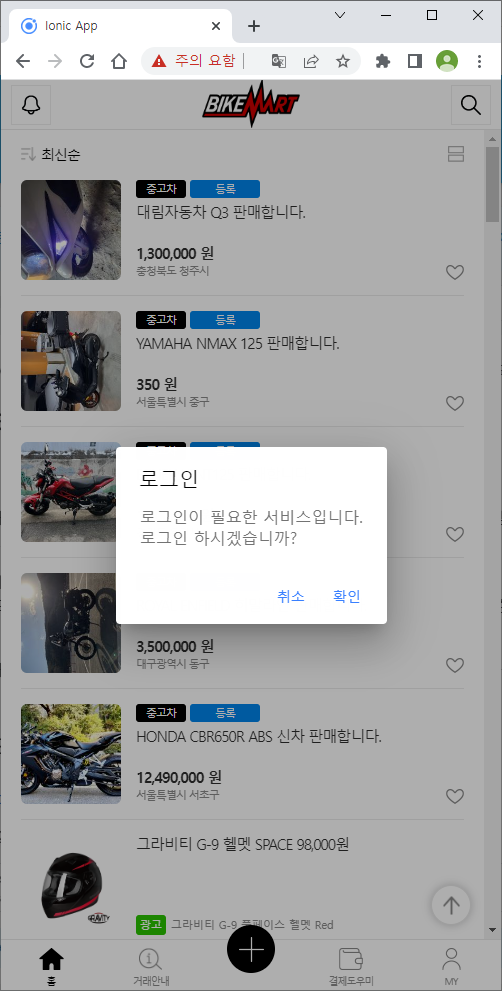 Ionic App
주의 요함
BIKEMART
최신순
중고차 등록
대림자동차 Q3 판매합니다.
1,300,000 원
충청북도 청주시
중고차 등록
YAMAHA NMAX 125 판매합니다.
350 원
서울특별시 중구
로그인
로그인이 필요한 서비스입니다.
로그인 하시겠습니까?
취소 확인
3,500,000 원
대구광역시 동구
중고차 등록
HONDA CBR650R ABS 신차 판매합니다.
12,490,000 원
서울특별시 서초구
그라비티 G-9 헬멧 SPACE 98,000원
GRAVITY
광고 그라비티 G-9 풀페이스 헬멧 Red
홈 거래안내 결제도우미 MY